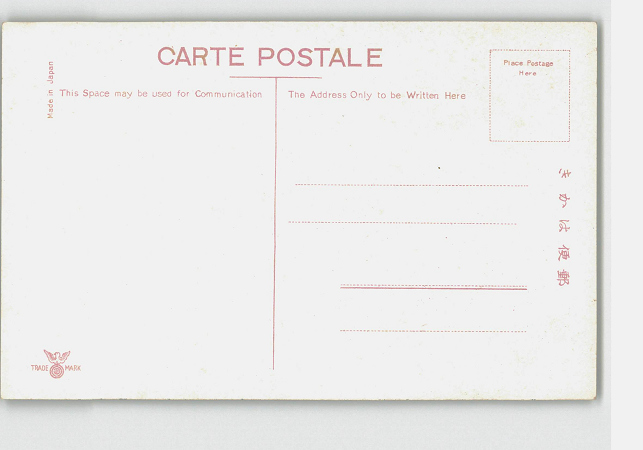 CARTE POSTALE
Made in Japan
This Space may be used for Communication
The Address Only to be Written Here
Place Postage
Here
きかは便郵
TRADE MARK